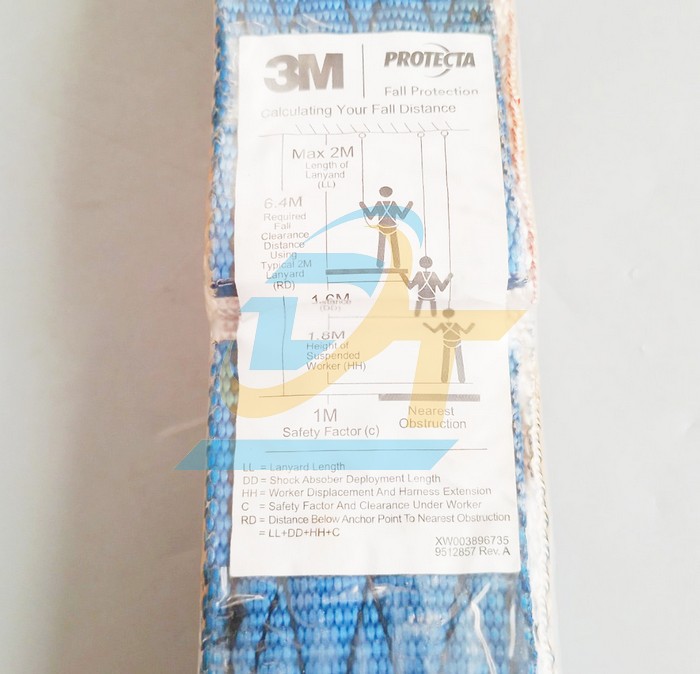 3M
PROTECTA
Fall Protection
Calculating Your Fall Distance
Max 2M
Length of
Lanyand
(LL)
6.4M
Required
Fall
Clearance
Distance
Using
Typical 2M
Lanyard
(RD)
1.6M
(DD)
1.8M
Height of
Suspended
Worker (HH)
1M
Safety Factor (c)
Nearest
Obstruction
LL = Lanyard Length
DD = Shock Absober Deployment Length
HH = Worker Displacement And Harness Extension
C = Safety Factor And Clearance Under Worker
RD = Distance Below Anchor Point To Nearest Obstruction
= LL+DD+HH+C
XW003896735
9512857 Rev. A
DT